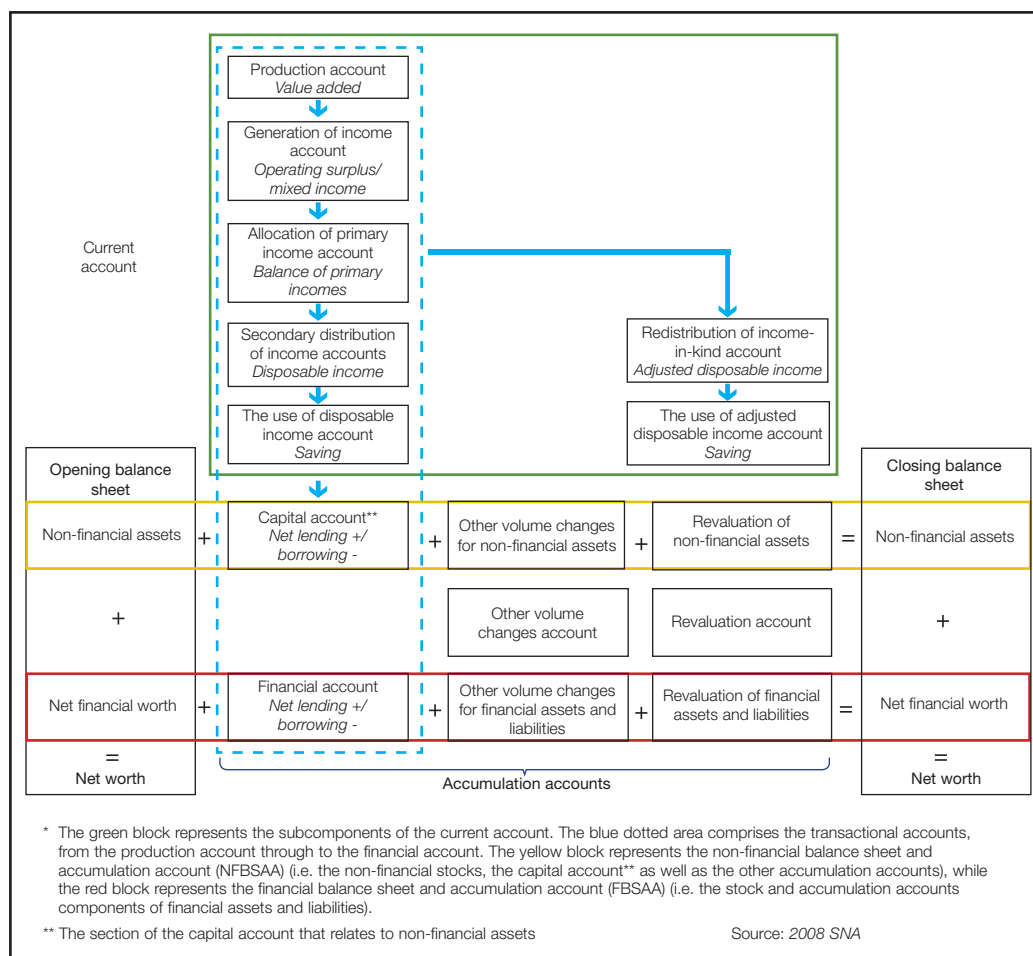 Production account
Value added
Generation of income
account
Operating surplus/
mixed income
Current
account
Allocation of primary
income account
Balance of primary
incomes
Secondary distribution
of income accounts
Disposable income
Redistribution of income-
in-kind account
Adjusted disposable income
The use of disposable
income account
Saving
The use of adjusted
disposable income account
Saving
Opening balance
sheet
Closing balance
sheet
Non-financial assets
+
Capital account**
Net lending +/
borrowing -
+
Other volume changes
for non-financial assets
+
Revaluation of
non-financial assets
=
Non-financial assets
+
Other volume
changes account
Revaluation account
+
Net financial worth
+
Financial account
Net lending +/
borrowing -
+
Other volume changes
for financial assets and
liabilities
+
Revaluation of financial
assets and liabilities
=
Net financial worth
=
Net worth
Accumulation accounts
=
Net worth
* The green block represents the subcomponents of the current account. The blue dotted area comprises the transactional accounts,
from the production account through to the financial account. The yellow block represents the non-financial balance sheet and
accumulation account (NFBSAA) (i.e. the non-financial stocks, the capital account** as well as the other accumulation accounts), while
the red block represents the financial balance sheet and accumulation account (FBSAA) (i.e. the stock and accumulation accounts
components of financial assets and liabilities).
** The section of the capital account that relates to non-financial assets
Source: 2008 SNA